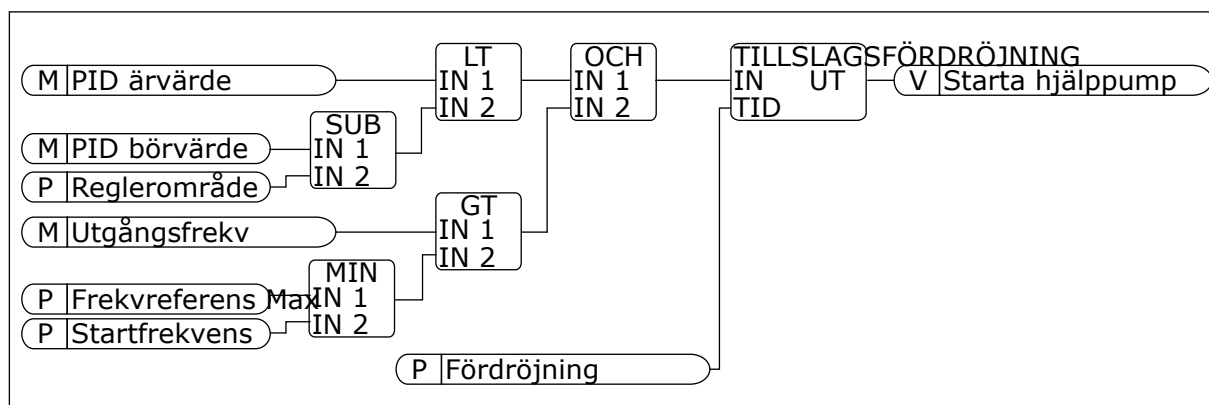 LT
OCH
TILLSLAGSFÖRDRÖJNING
M PID ärvärde
IN 1
IN 2
IN 1
IN 2
IN UT
TID
V Starta hjälppump
SUB
M PID börvärde
IN 1
P Reglerområde
IN 2
GT
M Utgångsfrekv
IN 1
IN 2
MIN
P Frekvreferens Max
IN 1
P Startfrekvens
IN 2
P Fördröjning